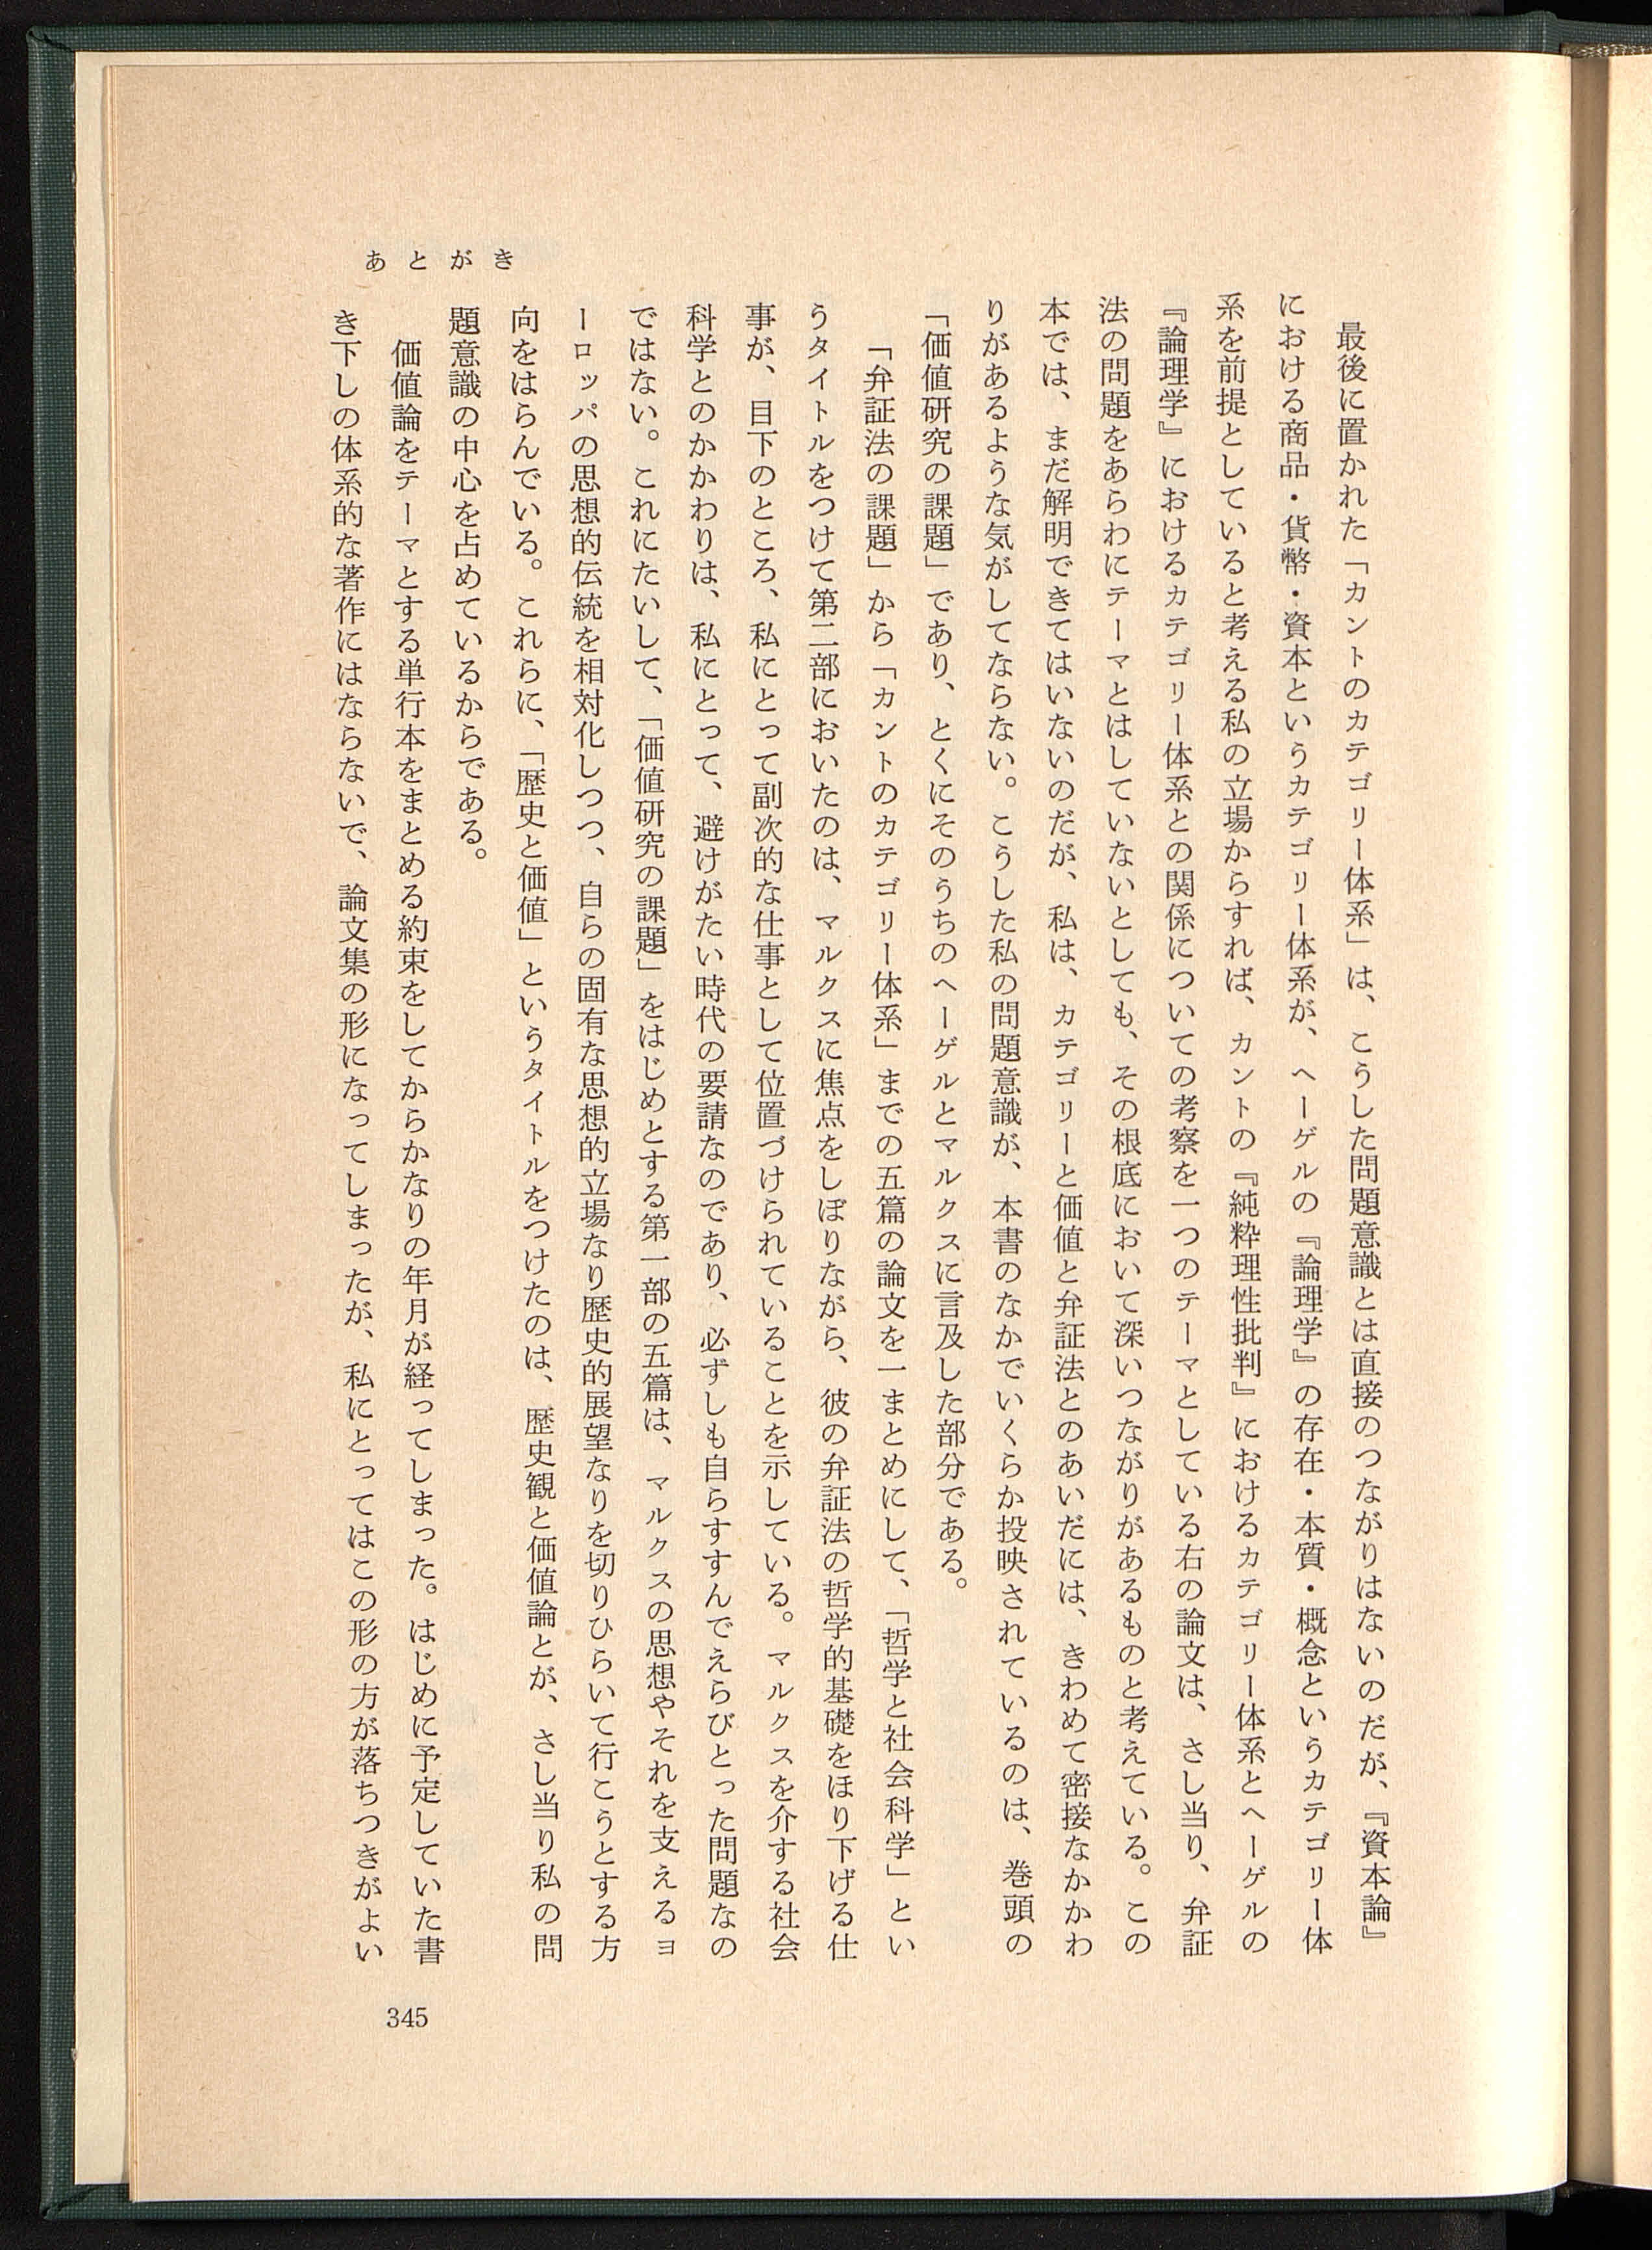 あとがき
最後に置かれた「カントのカテゴリー体系」は、こうした問題意識とは直接のつながりはないのだが、『資本論』
における商品・貨幣・資本というカテゴリー体系が、ヘーゲルの『論理学』の存在・本質・概念というカテゴリー体
系を前提としていると考える私の立場からすれば、カントの『純粋理性批判』におけるカテゴリー体系とヘーゲルの
『論理学』におけるカテゴリー体系との関係についての考察を一つのテーマとしている右の論文は、さし当り、弁証
法の問題をあらわにテーマとはしていないとしても、その根底において深いつながりがあるものと考えている。この
本では、まだ解明できてはいないのだが、私は、カテゴリーと価値と弁証法とのあいだには、きわめて密接なかかわ
りがあるような気がしてならない。こうした私の問題意識が、本書のなかでいくらか投映されているのは、巻頭の
「価値研究の課題」であり、とくにそのうちのヘーゲルとマルクスに言及した部分である。
「弁証法の課題」から「カントのカテゴリー体系」までの五篇の論文を一まとめにして、「哲学と社会科学」とい
うタイトルをつけて第二部においたのは、マルクスに焦点をしぼりながら、彼の弁証法の哲学的基礎をほり下げる仕
事が、目下のところ、私にとって副次的な仕事として位置づけられていることを示している。マルクスを介する社会
科学とのかかわりは、私にとって、避けがたい時代の要請なのであり、必ずしも自らすすんでえらびとった問題なの
ではない。これにたいして、「価値研究の課題」をはじめとする第一部の五篇は、マルクスの思想やそれを支えるヨ
ーロッパの思想的伝統を相対化しつつ、自らの固有な思想的立場なり歴史的展望なりを切りひらいて行こうとする方
向をはらんでいる。これらに、「歴史と価値」というタイトルをつけたのは、歴史観と価値論とが、さし当り私の問
題意識の中心を占めているからである。
価値論をテーマとする単行本をまとめる約束をしてからかなりの年月が経ってしまった。はじめに予定していた書
き下しの体系的な著作にはならないで、論文集の形になってしまったが、私にとってはこの形の方が落ちつきがよい
345